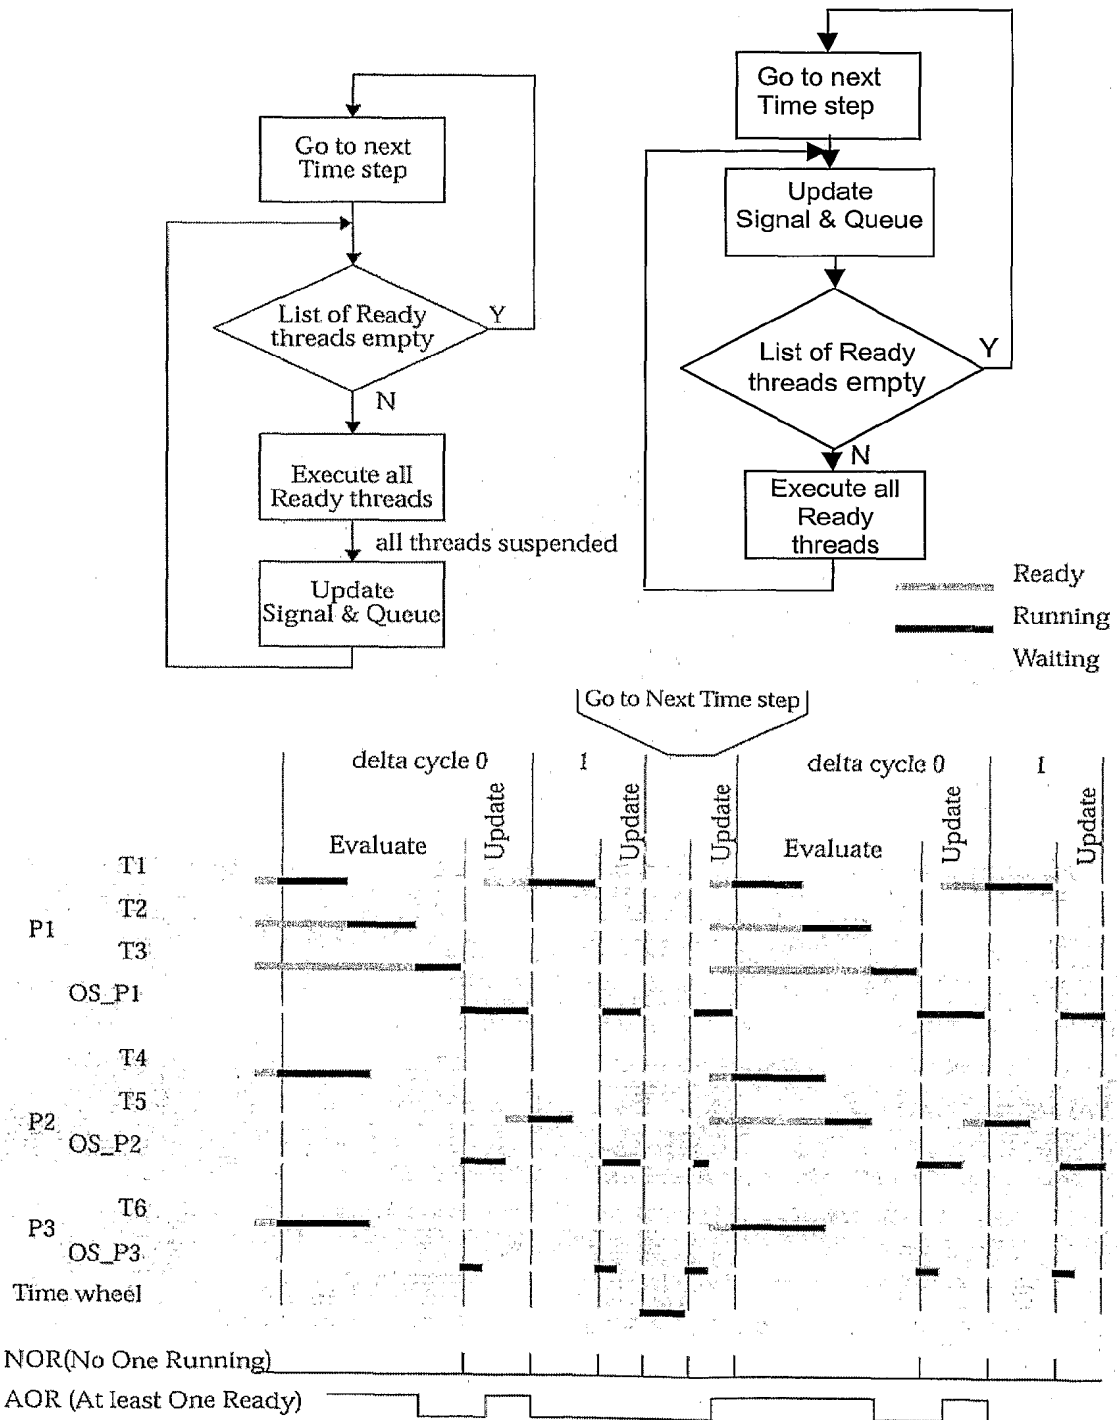 Go to next
Time step
List of Ready
threads empty
Y
N
Execute all
Ready threads
all threads suspended
Update
Signal & Queue
Go to next
Time step
Update
Signal & Queue
List of Ready
threads empty
Y
N
Execute all
Ready
threads
Ready
Running
Waiting
Go to Next Time step
delta cycle 0
1
delta cycle 0
1
Evaluate
Update
Update
Update
Evaluate
Update
Update
T1
T2
P1
T3
OS_P1
T4
T5
P2
OS_P2
T6
P3
OS_P3
Time wheel
NOR(No One Running)
AOR (At least One Ready)